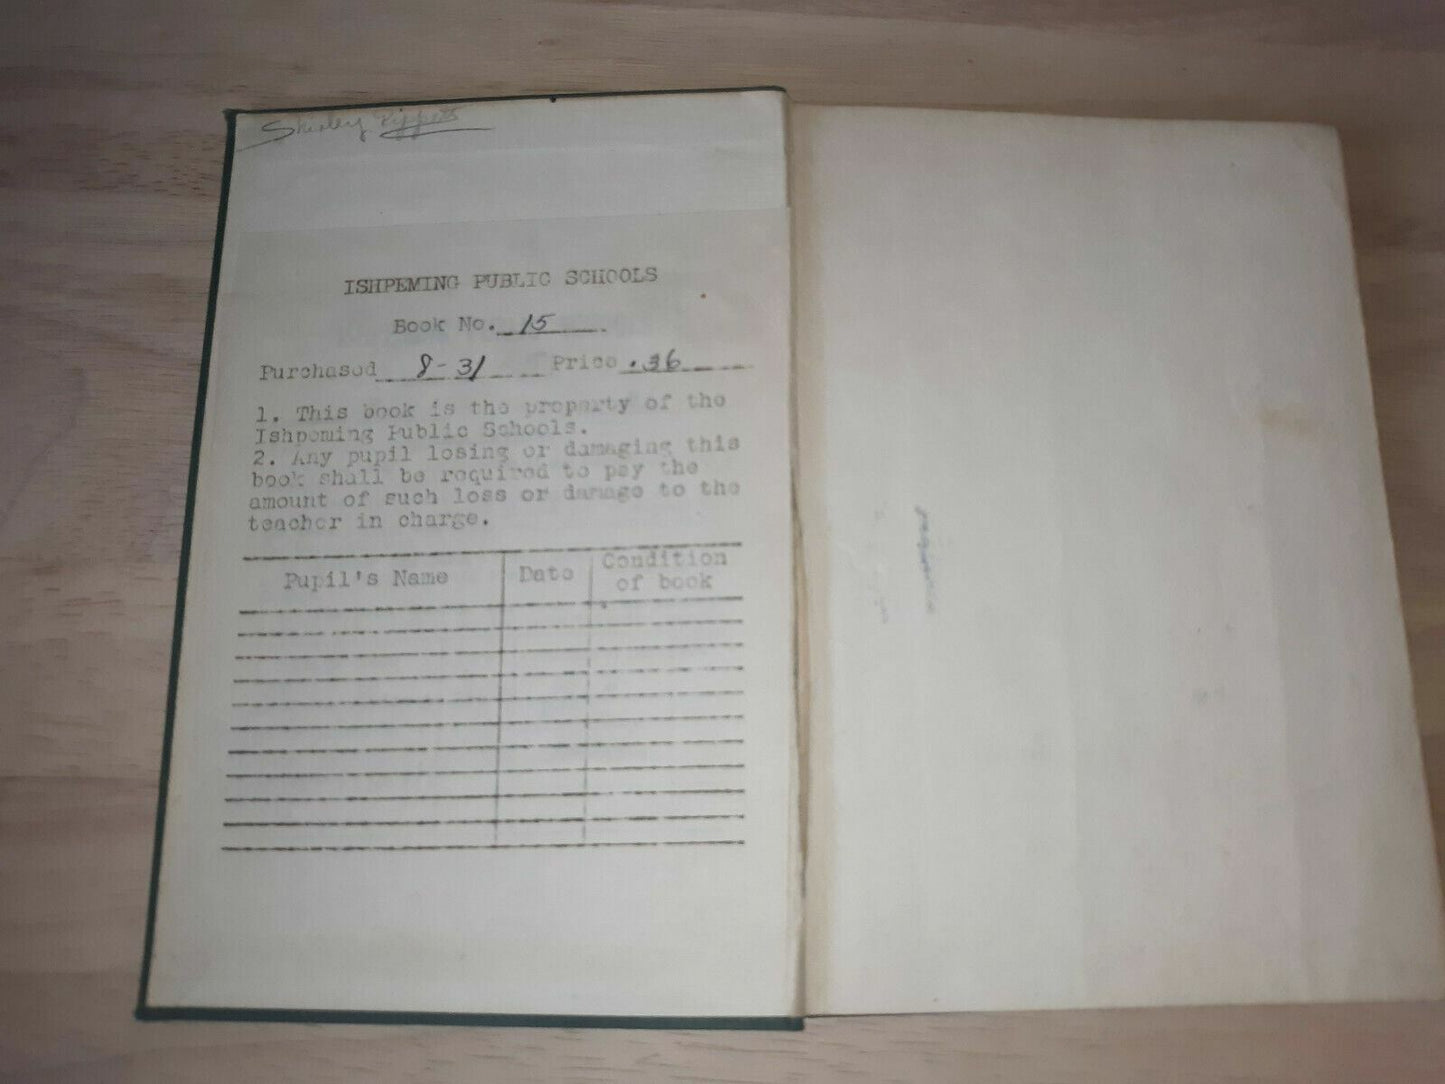 Shirley
ISHPEMING PUBLIC SCHOOLS
Book No. 15
Purchased 8-31 Price .36
1. This book is the property of the
Ishpeming Public Schools.
2. Any pupil losing or damaging this
book shall be required to pay the
amount of such loss or damage to the
teacher in charge.
Pupil's Name Date Condition
of book